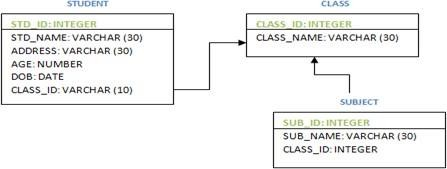 STUDENT
STD_ID: INTEGER
STD_NAME: VARCHAR (30)
ADDRESS: VARCHAR (30)
AGE: NUMBER
DOB: DATE
CLASS_ID: VARCHAR (10)
CLASS
CLASS_ID: INTEGER
CLASS_NAME: VARCHAR (30)
SUBJECT
SUB_ID: INTEGER
SUB_NAME: VARCHAR (30)
CLASS_ID: INTEGER